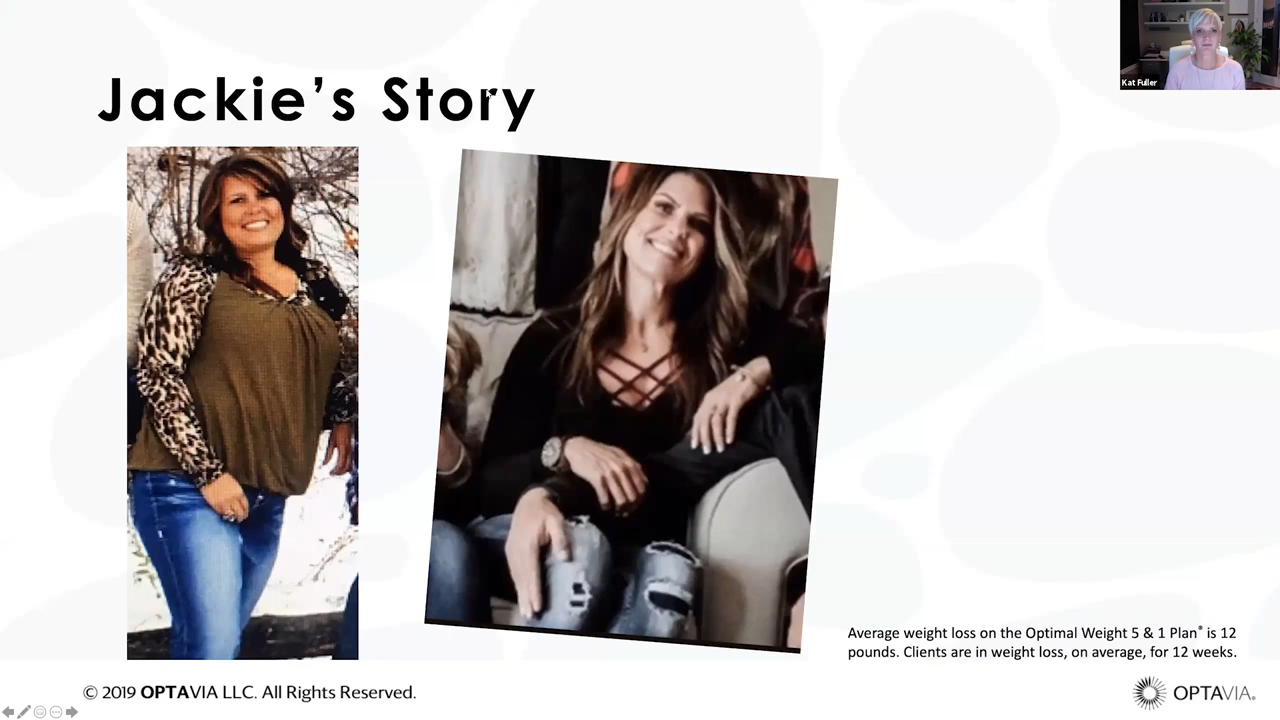 Kat Fuller
Jackie's Story
Average weight loss on the Optimal Weight 5 & 1 Plan® is 12
pounds. Clients are in weight loss, on average, for 12 weeks.
© 2019 OPTAVIA LLC. All Rights Reserved.
OPTAVIA®